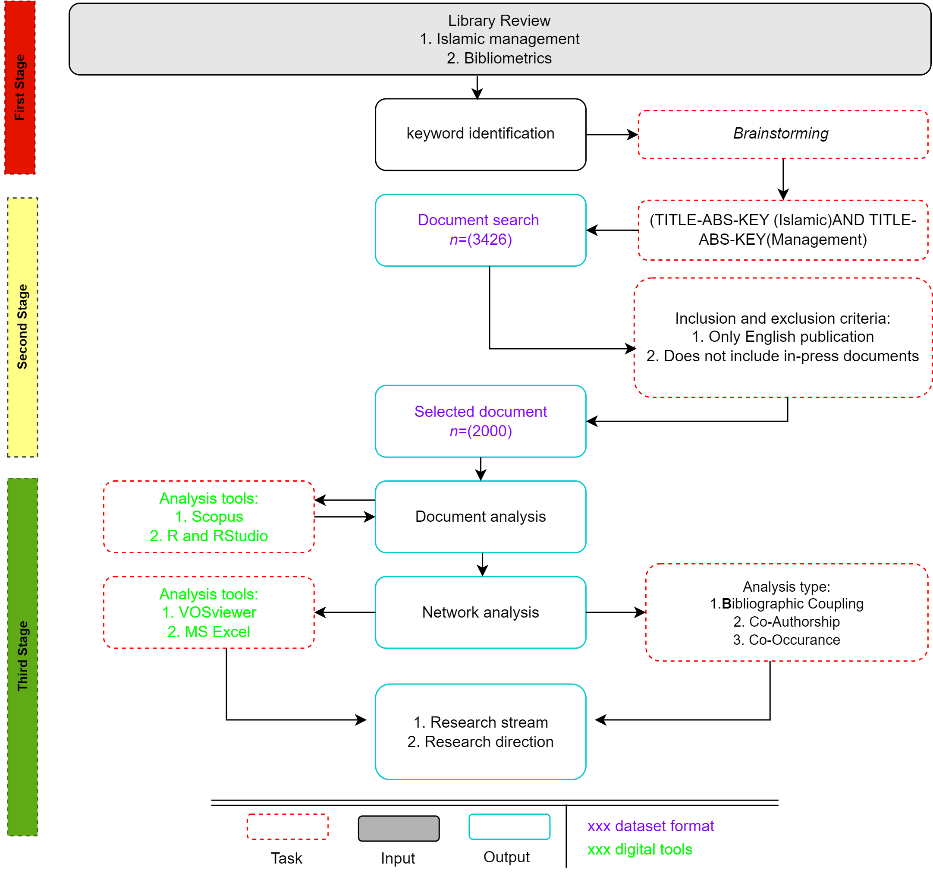 Library Review
1. Islamic management
2. Bibliometrics
First Stage
keyword identification
Brainstorming
Document search
n=(3426)
(TITLE-ABS-KEY (Islamic)AND TITLE-
ABS-KEY(Management)
Second Stage
Inclusion and exclusion criteria:
1. Only English publication
2. Does not include in-press documents
Selected document
n=(2000)
Third Stage
Analysis tools:
1. Scopus
2. R and RStudio
Document analysis
Analysis tools:
1. VOSviewer
2. MS Excel
Network analysis
Analysis type:
1.Bibliographic Coupling
2. Co-Authorship
3. Co-Occurance
1. Research stream
2. Research direction
Task
Input
Output
xxx dataset format
xxx digital tools